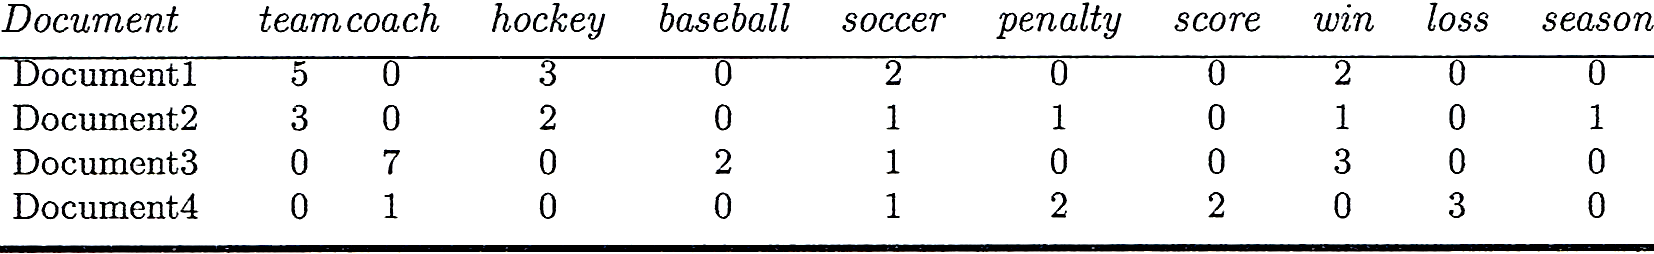 Document team coach hockey baseball soccer penalty score win loss season
Document1 5 0 3 0 2 0 0 2 0 0
Document2 3 0 2 0 1 1 0 1 0 1
Document3 0 7 0 2 1 0 0 3 0 0
Document4 0 1 0 0 1 2 2 0 3 0